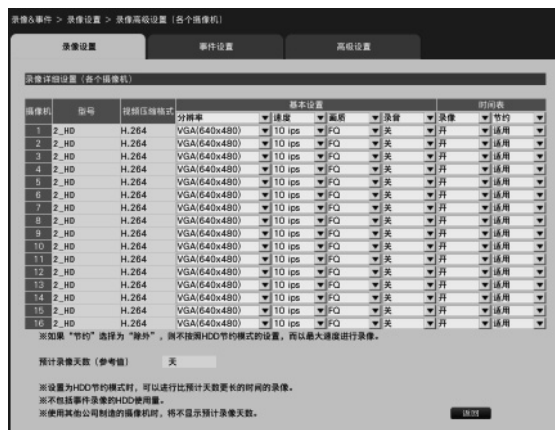 录像&事件 > 录像设置 > 录像高级设置（各个摄像机）
录像设置 事件设置 高级设置
录像详细设置（各个摄像机）
基本设置 时间表
摄像机 型号 视频压缩格式 分辨率 速度 画质 录音 录像 节约
1 2_HD H.264 VGA(640x480) 10 ips FQ 关 开 适用
2 2_HD H.264 VGA(640x480) 10 ips FQ 关 开 适用
3 2_HD H.264 VGA(640x480) 10 ips FQ 关 开 适用
4 2_HD H.264 VGA(640x480) 10 ips FQ 关 开 适用
5 2_HD H.264 VGA(640x480) 10 ips FQ 关 开 适用
6 2_HD H.264 VGA(640x480) 10 ips FQ 关 开 适用
7 2_HD H.264 VGA(640x480) 10 ips FQ 关 开 适用
8 2_HD H.264 VGA(640x480) 10 ips FQ 关 开 适用
9 2_HD H.264 VGA(640x480) 10 ips FQ 关 开 适用
10 2_HD H.264 VGA(640x480) 10 ips FQ 关 开 适用
11 2_HD H.264 VGA(640x480) 10 ips FQ 关 开 适用
12 2_HD H.264 VGA(640x480) 10 ips FQ 关 开 适用
13 2_HD H.264 VGA(640x480) 10 ips FQ 关 开 适用
14 2_HD H.264 VGA(640x480) 10 ips FQ 关 开 适用
15 2_HD H.264 VGA(640x480) 10 ips FQ 关 开 适用
16 2_HD H.264 VGA(640x480) 10 ips FQ 关 开 适用
※如果“节约”选择为“除外”，则不按照HDD节约模式的设置，而以最大速度进行录像。
预计录像天数（参考值） 天
※设置为HDD节约模式时，可以进行比预计天数更长的时间的录像。
※不包括事件录像的HDD使用量。
※使用其他公司制造的摄像机时，将不显示预计录像天数。
返回